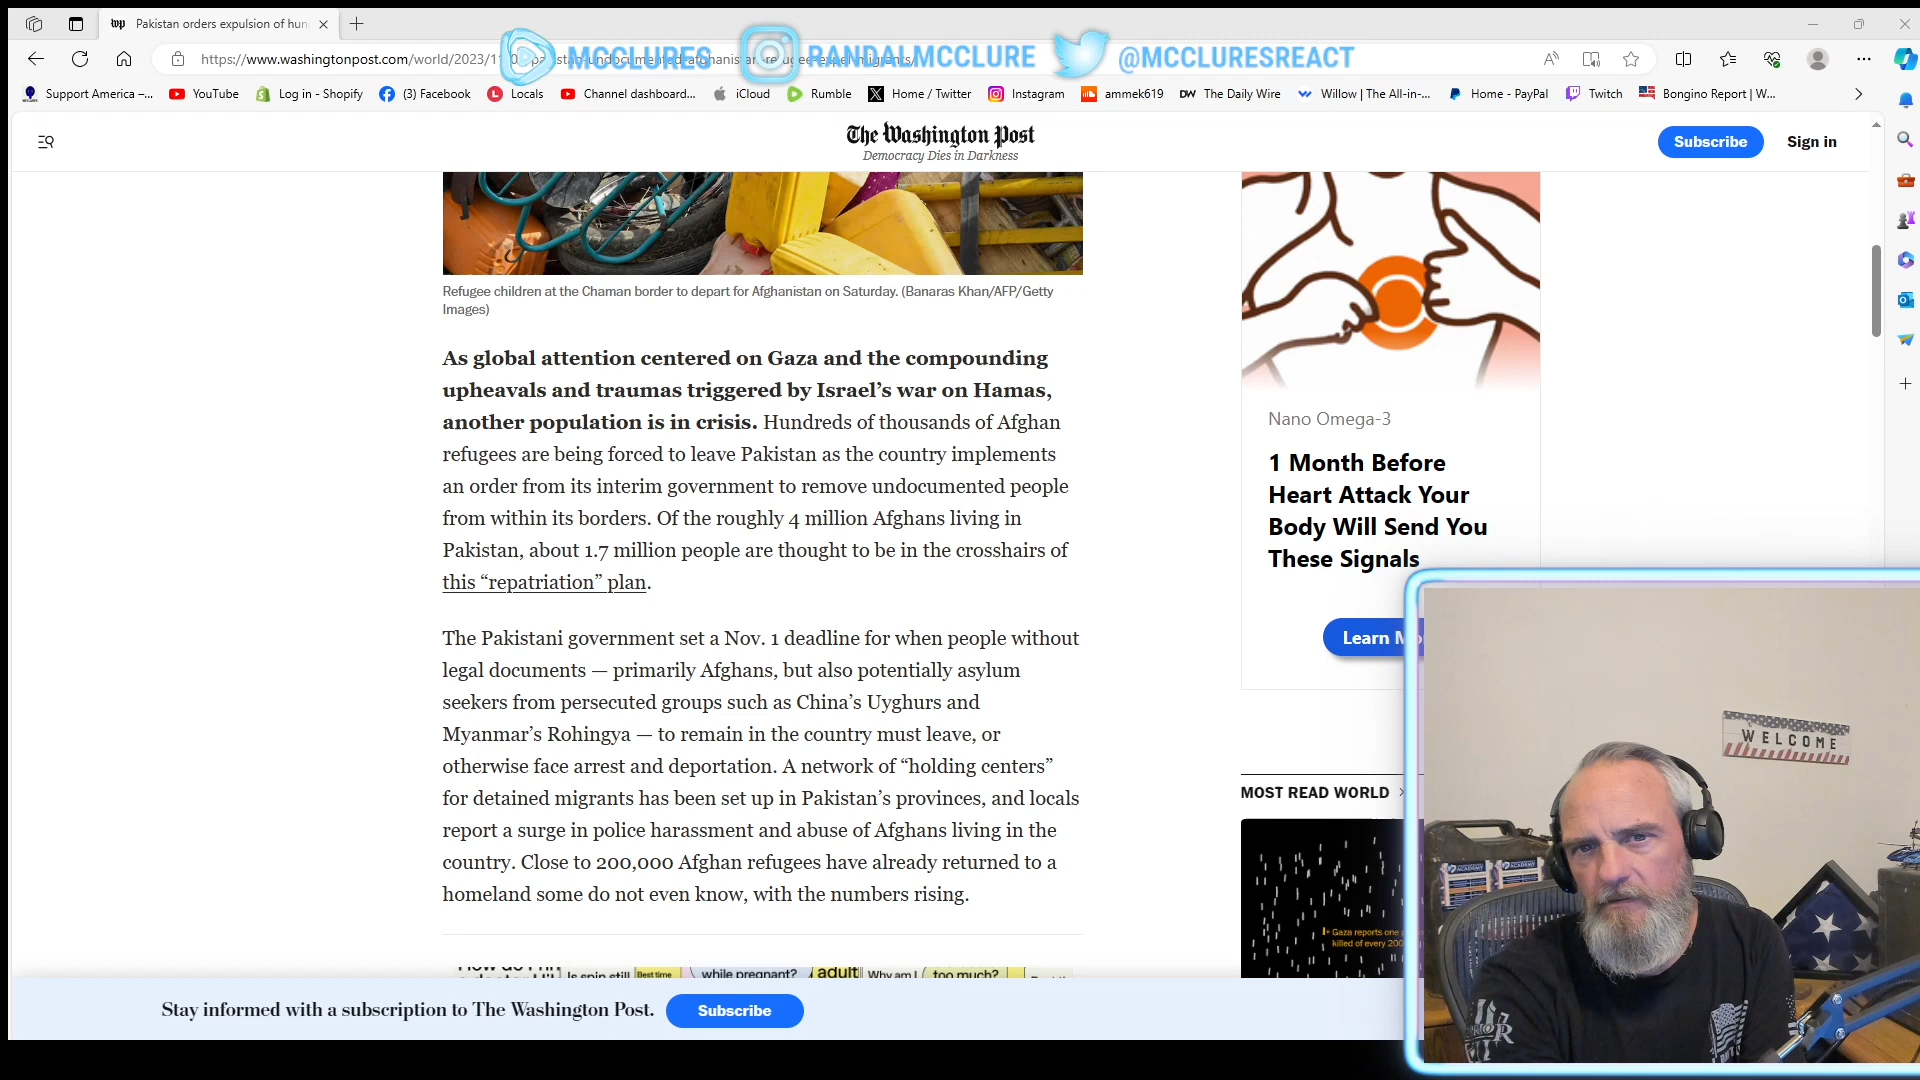 Pakistan orders expulsion of hun
MCCLURES
RANDALMCCLURE
@MCCLURESREACT
https://www.washingtonpost.com/world/2023/11
Support America –...
YouTube
Log in - Shopify
(3) Facebook
Locals
Channel dashboard...
iCloud
Rumble
Home / Twitter
Instagram
ammek619
DW The Daily Wire
Willow | The All-in-...
Home - PayPal
Twitch
Bongino Report | W...
The Washington Post
Democracy Dies in Darkness
Subscribe
Sign in
Refugee children at the Chaman border to depart for Afghanistan on Saturday. (Banaras Khan/AFP/Getty
Images)
As global attention centered on Gaza and the compounding
upheavals and traumas triggered by Israel’s war on Hamas,
another population is in crisis. Hundreds of thousands of Afghan
refugees are being forced to leave Pakistan as the country implements
an order from its interim government to remove undocumented people
from within its borders. Of the roughly 4 million Afghans living in
Pakistan, about 1.7 million people are thought to be in the crosshairs of
this “repatriation” plan.
The Pakistani government set a Nov. 1 deadline for when people without
legal documents — primarily Afghans, but also potentially asylum
seekers from persecuted groups such as China’s Uyghurs and
Myanmar’s Rohingya — to remain in the country must leave, or
otherwise face arrest and deportation. A network of “holding centers”
for detained migrants has been set up in Pakistan’s provinces, and locals
report a surge in police harassment and abuse of Afghans living in the
country. Close to 200,000 Afghan refugees have already returned to a
homeland some do not even know, with the numbers rising.
Nano Omega-3
1 Month Before
Heart Attack Your
Body Will Send You
These Signals
Learn Mo
MOST READ WORLD
Gaza reports one
killed of every 200
WELCOME
ACADEMY
Is spin still
Best time
while pregnant?
adult
Why am I
too much?
Stay informed with a subscription to The Washington Post.
Subscribe